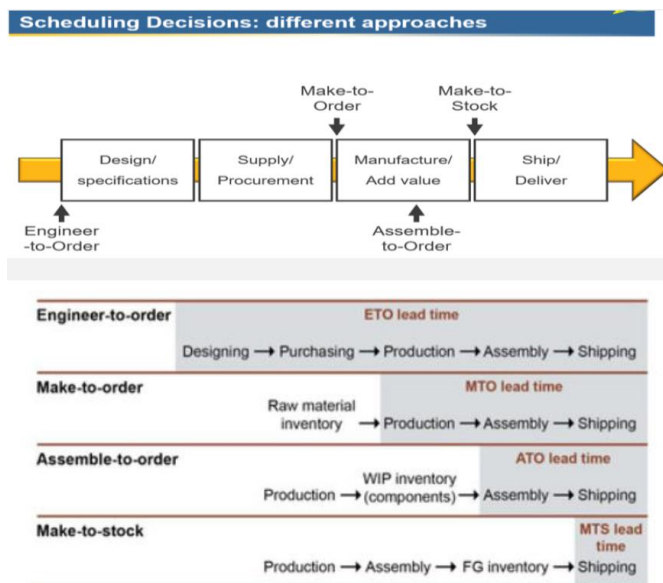 Scheduling Decisions: different approaches
Make-to-
Order
Make-to-
Stock
Design/
specifications
Supply/
Procurement
Manufacture/
Add value
Ship/
Deliver
Engineer
-to-Order
Assemble-
to-Order
Engineer-to-order
ETO lead time
Designing → Purchasing → Production → Assembly → Shipping
Make-to-order
MTO lead time
Raw material
inventory → Production → Assembly → Shipping
Assemble-to-order
ATO lead time
WIP inventory
Production → (components) → Assembly → Shipping
Make-to-stock
MTS lead
time
Production → Assembly → FG inventory → Shipping